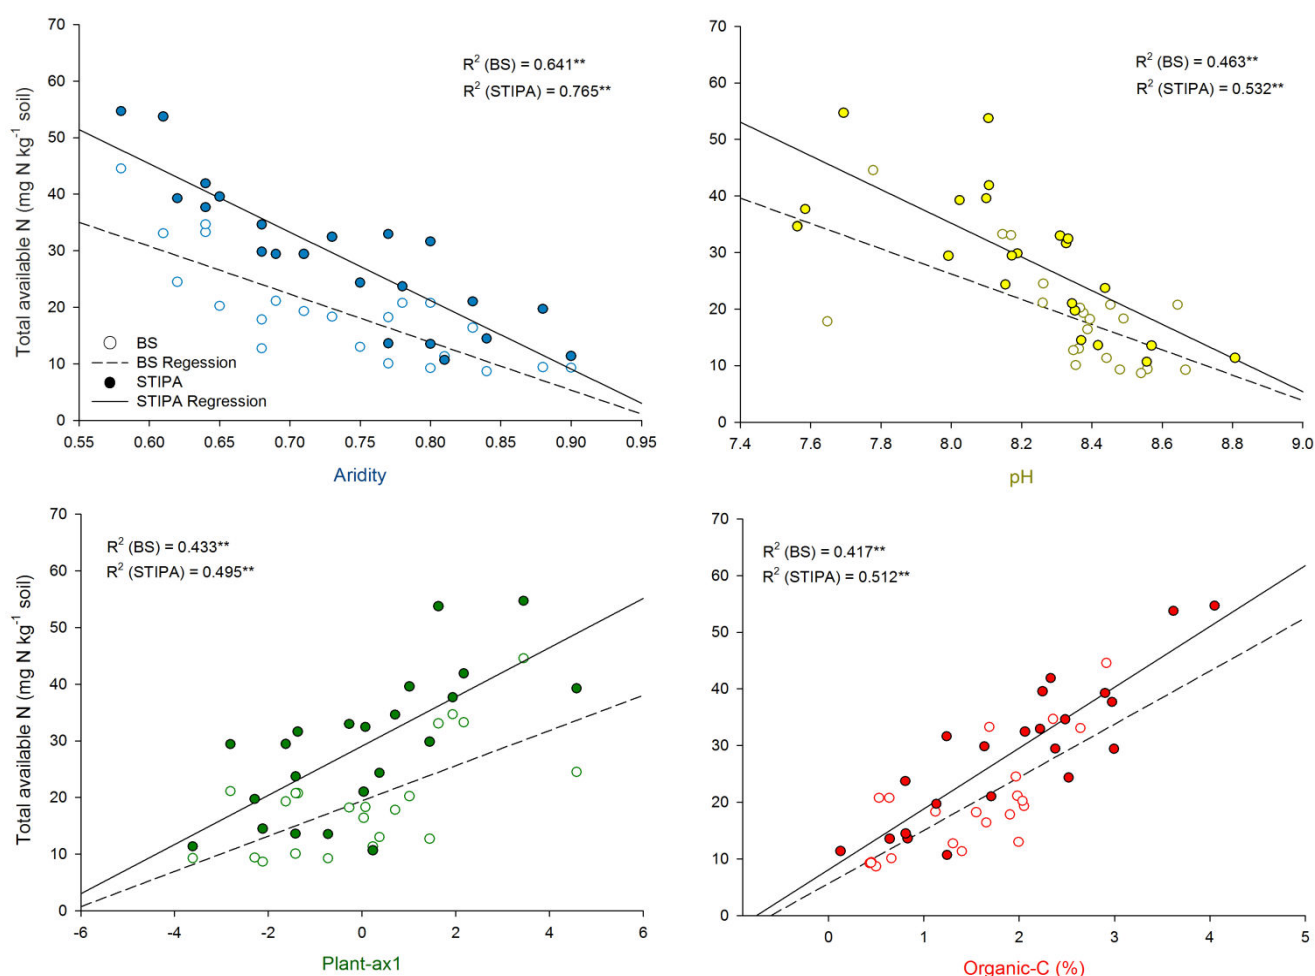 70
60
50
40
30
20
10
0
Total available N (mg N kg⁻¹ soil)
R² (BS) = 0.641**
R² (STIPA) = 0.765**
BS
BS Regression
STIPA
STIPA Regression
0.55 0.60 0.65 0.70 0.75 0.80 0.85 0.90 0.95
Aridity
70
60
50
40
30
20
10
0
R² (BS) = 0.463**
R² (STIPA) = 0.532**
7.4 7.6 7.8 8.0 8.2 8.4 8.6 8.8 9.0
pH
70
60
50
40
30
20
10
0
Total available N (mg N kg⁻¹ soil)
R² (BS) = 0.433**
R² (STIPA) = 0.495**
-6 -4 -2 0 2 4 6
Plant-ax1
70
60
50
40
30
20
10
0
R² (BS) = 0.417**
R² (STIPA) = 0.512**
0 1 2 3 4 5
Organic-C (%)